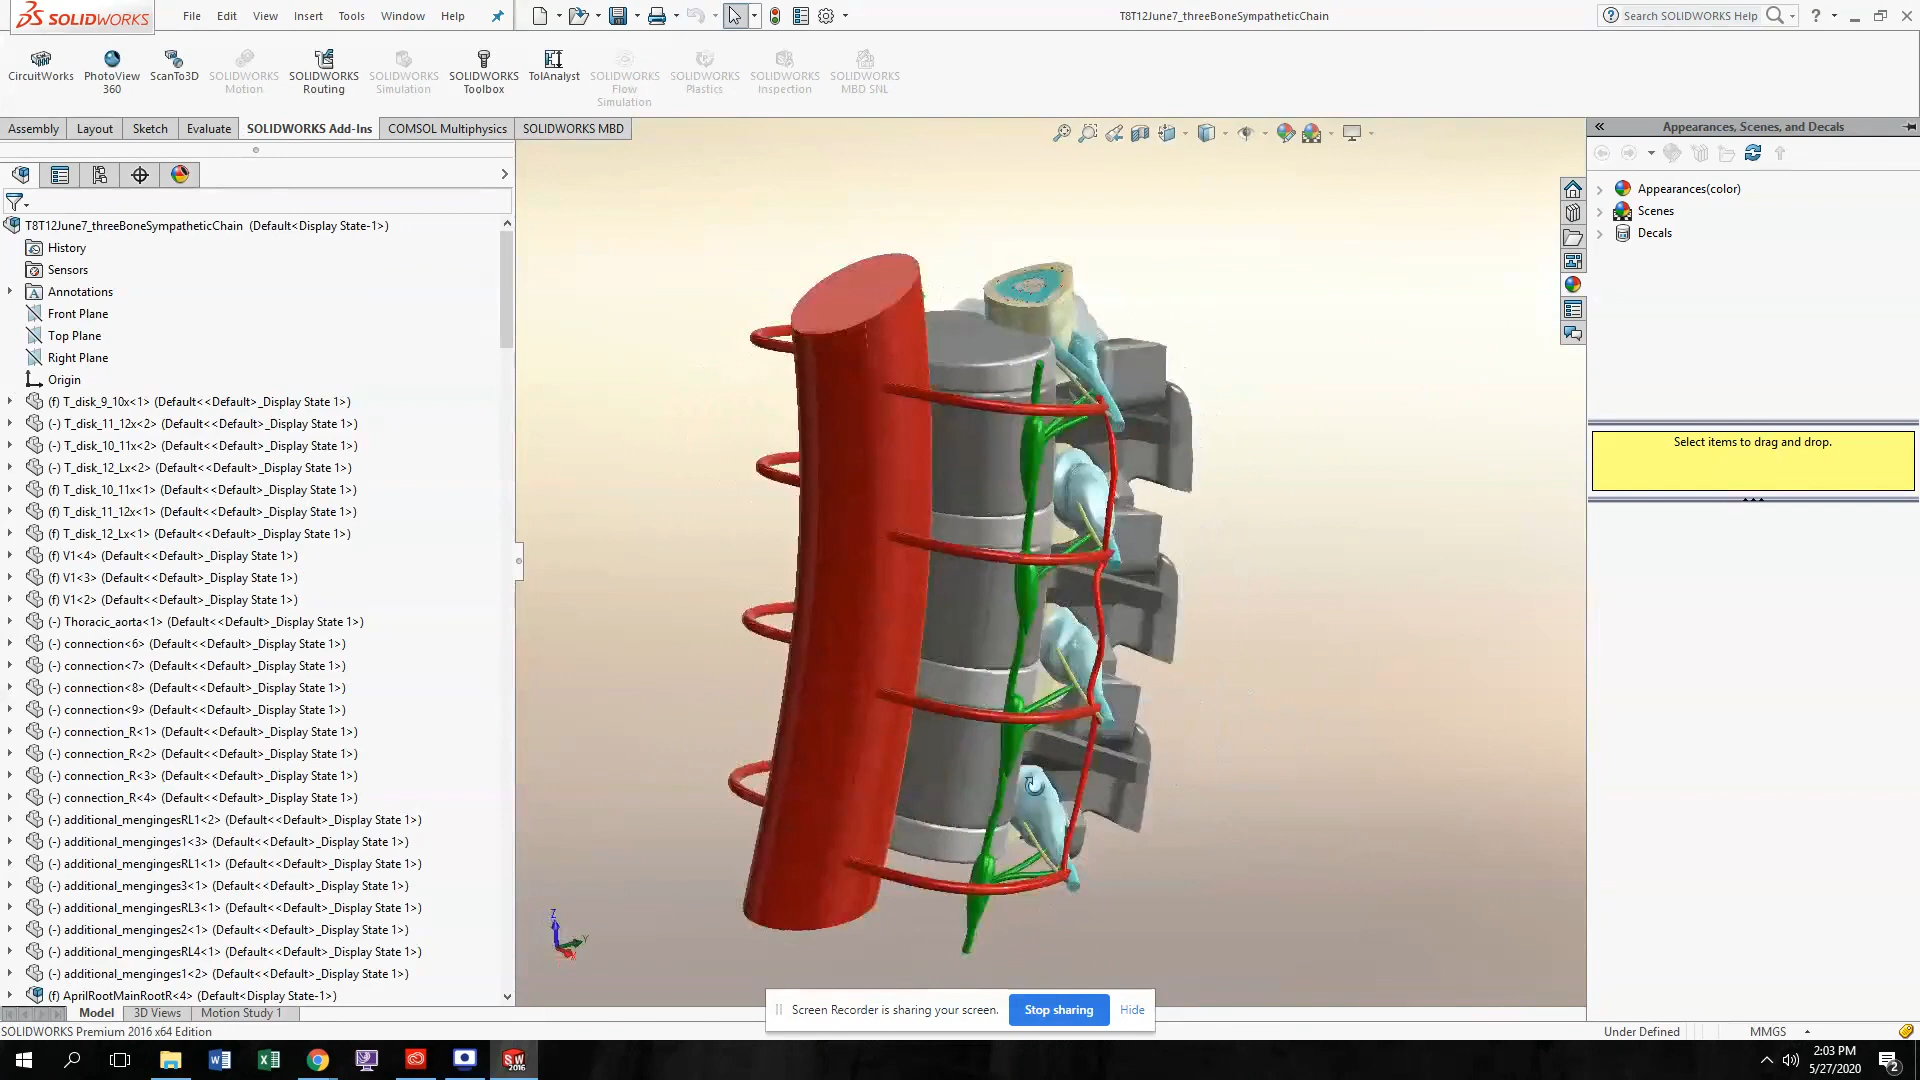 SOLIDWORKS
File
Edit
View
Insert
Tools
Window
Help
T8T12June7_threeBoneSympatheticChain
Search SOLIDWORKS Help
CircuitWorks
PhotoView
360
ScanTo3D
SOLIDWORKS
Motion
SOLIDWORKS
Routing
SOLIDWORKS
Simulation
SOLIDWORKS
Toolbox
TolAnalyst
SOLIDWORKS
Flow
Simulation
SOLIDWORKS
Plastics
SOLIDWORKS
Inspection
SOLIDWORKS
MBD SNL
Assembly
Layout
Sketch
Evaluate
SOLIDWORKS Add-Ins
COMSOL Multiphysics
SOLIDWORKS MBD
T8T12June7_threeBoneSympatheticChain (Default<Display State-1>)
History
Sensors
Annotations
Front Plane
Top Plane
Right Plane
Origin
(f) T_disk_9_10x<1> (Default<<Default>_Display State 1>)
(-) T_disk_11_12x<2> (Default<<Default>_Display State 1>)
(-) T_disk_10_11x<2> (Default<<Default>_Display State 1>)
(-) T_disk_12_Lx<2> (Default<<Default>_Display State 1>)
(f) T_disk_10_11x<1> (Default<<Default>_Display State 1>)
(f) T_disk_11_12x<1> (Default<<Default>_Display State 1>)
(f) T_disk_12_Lx<1> (Default<<Default>_Display State 1>)
(f) V1<4> (Default<<Default>_Display State 1>)
(f) V1<3> (Default<<Default>_Display State 1>)
(f) V1<2> (Default<<Default>_Display State 1>)
(-) Thoracic_aorta<1> (Default<<Default>_Display State 1>)
(-) connection<6> (Default<<Default>_Display State 1>)
(-) connection<7> (Default<<Default>_Display State 1>)
(-) connection<8> (Default<<Default>_Display State 1>)
(-) connection<9> (Default<<Default>_Display State 1>)
(-) connection_R<1> (Default<<Default>_Display State 1>)
(-) connection_R<2> (Default<<Default>_Display State 1>)
(-) connection_R<3> (Default<<Default>_Display State 1>)
(-) connection_R<4> (Default<<Default>_Display State 1>)
(-) additional_mengingesRL1<2> (Default<<Default>_Display State 1>)
(-) additional_menginges1<3> (Default<<Default>_Display State 1>)
(-) additional_mengingesRL1<1> (Default<<Default>_Display State 1>)
(-) additional_menginges3<1> (Default<<Default>_Display State 1>)
(-) additional_mengingesRL3<1> (Default<<Default>_Display State 1>)
(-) additional_menginges2<1> (Default<<Default>_Display State 1>)
(-) additional_mengingesRL4<1> (Default<<Default>_Display State 1>)
(-) additional_menginges1<2> (Default<<Default>_Display State 1>)
(f) AprilRootMainRootR<4> (Default<Display State-1>)
Z
Y
X
Appearances, Scenes, and Decals
Appearances(color)
Scenes
Decals
Select items to drag and drop.
Screen Recorder is sharing your screen.
Stop sharing
Hide
Model
3D Views
Motion Study 1
SOLIDWORKS Premium 2016 x64 Edition
Under Defined
MMGS
2:03 PM
5/27/2020
2